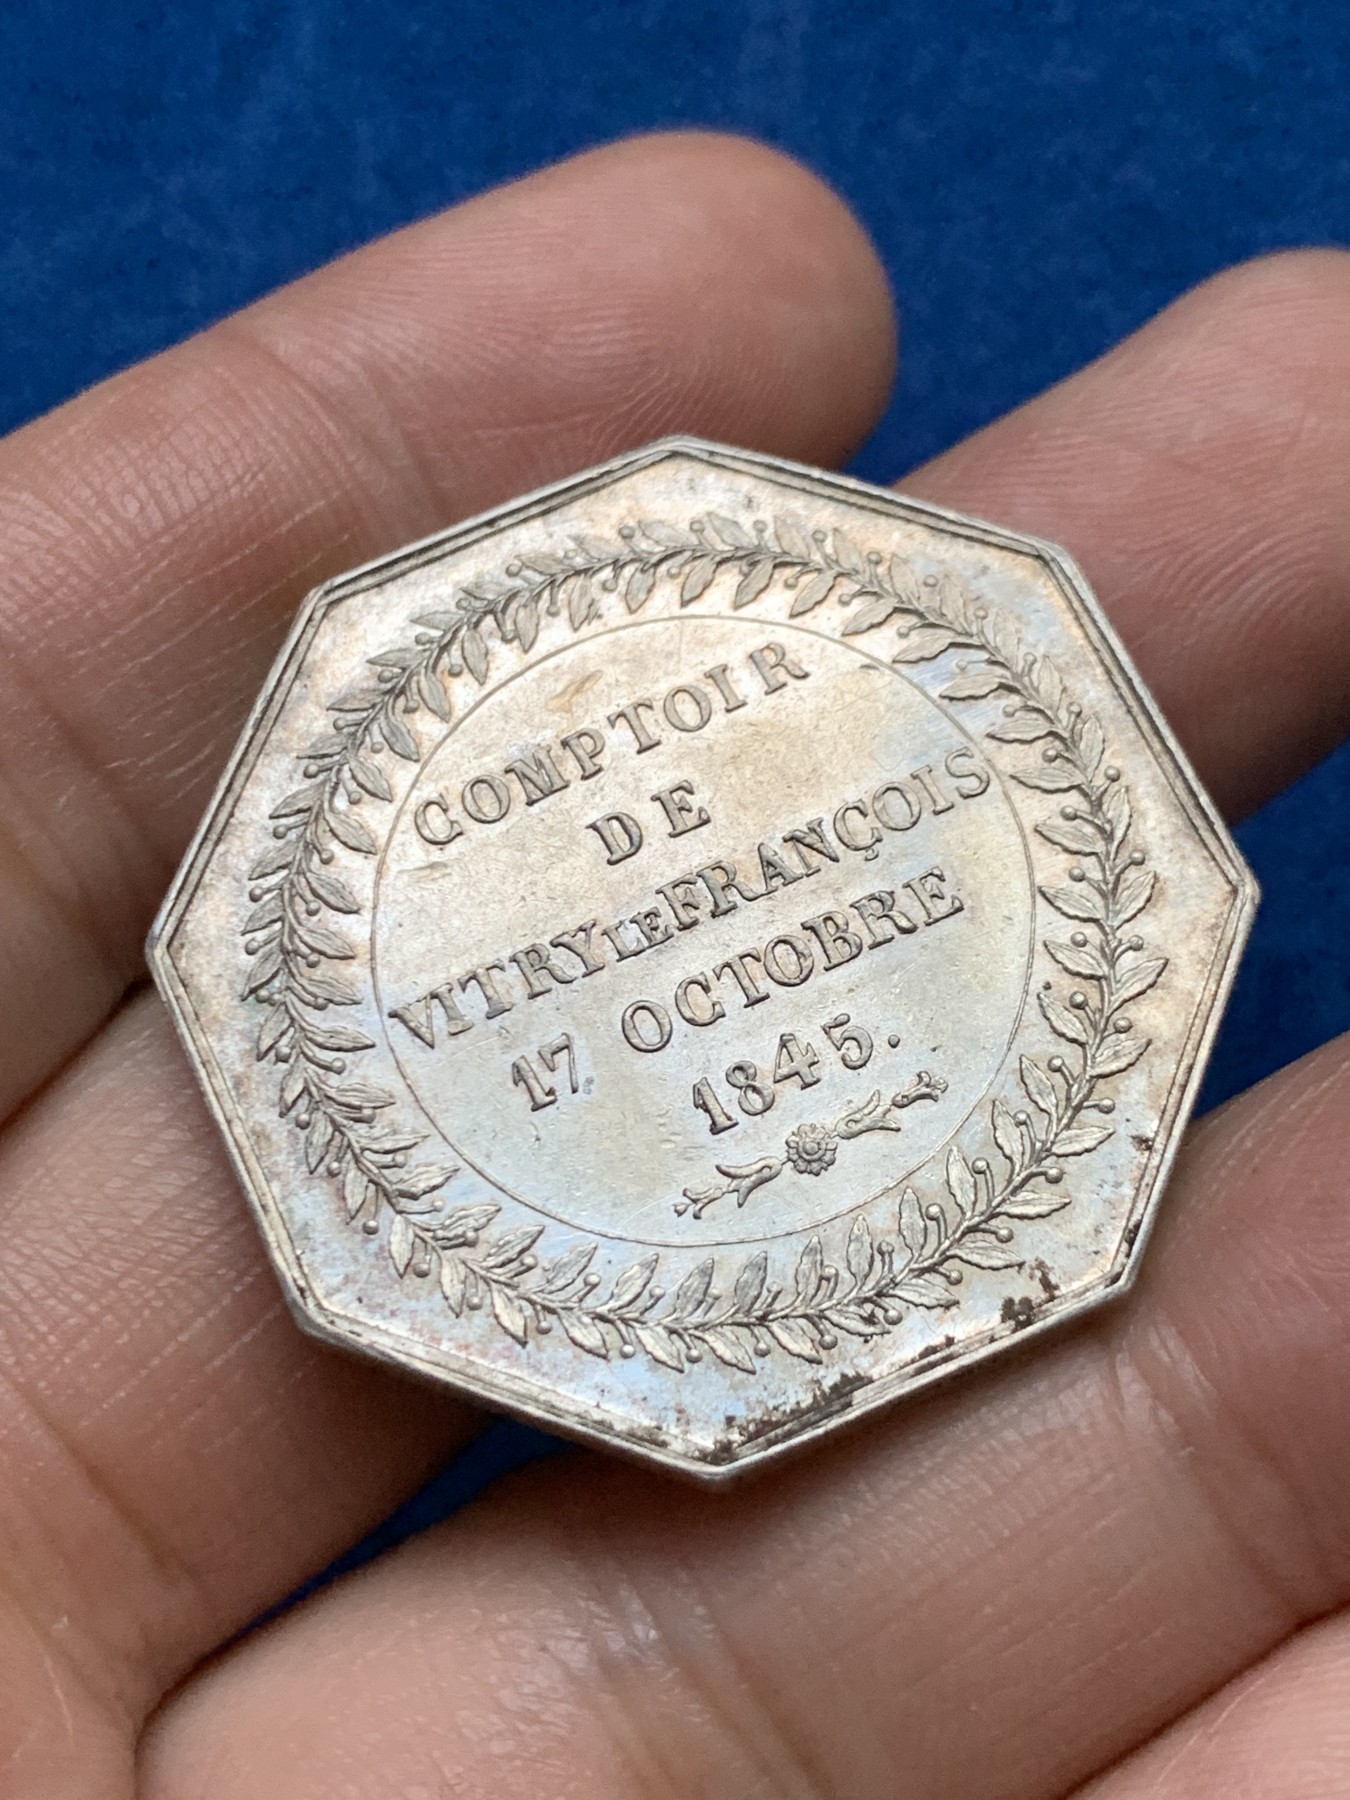 COMPTOIR
DE
VITRY LE FRANÇOIS
17 OCTOBRE
1845.